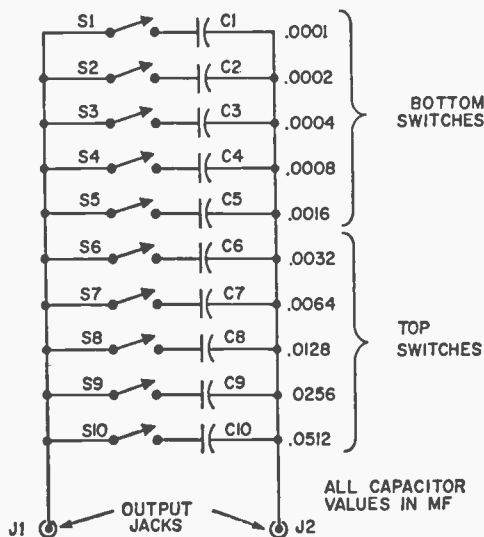 S1 C1 .0001
S2 C2 .0002
S3 C3 .0004
S4 C4 .0008
S5 C5 .0016
BOTTOM
SWITCHES
S6 C6 .0032
S7 C7 .0064
S8 C8 .0128
S9 C9 0256
S10 C10 .0512
TOP
SWITCHES
ALL CAPACITOR
VALUES IN MF
J1 OUTPUT J2
JACKS